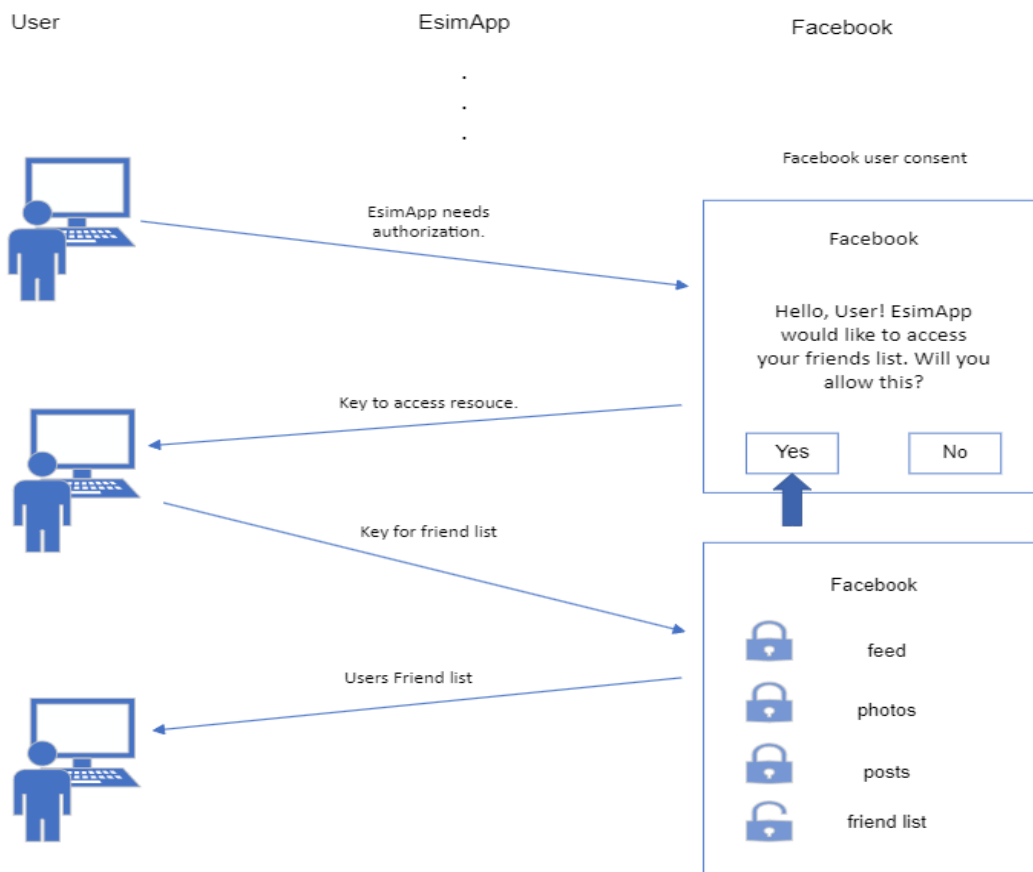 User
EsimApp
Facebook
.
.
.
Facebook user consent
EsimApp needs
authorization.
Facebook
Hello, User! EsimApp
would like to access
your friends list. Will you
allow this?
Key to access resouce.
Yes
No
Key for friend list
Facebook
feed
Users Friend list
photos
posts
friend list